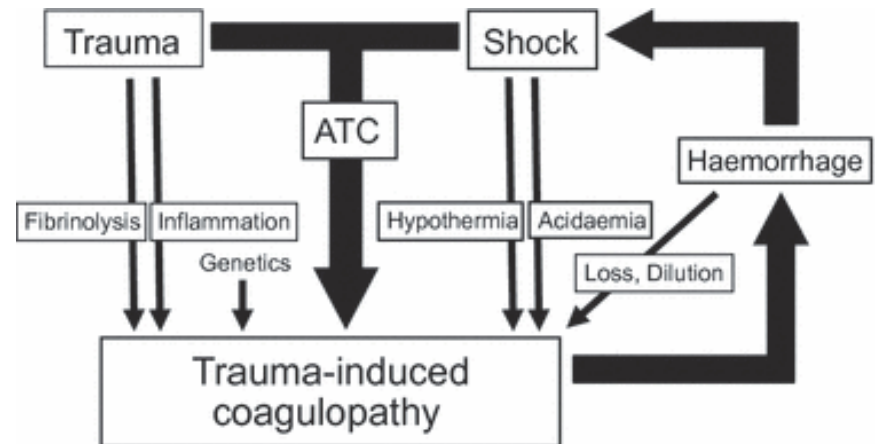 Trauma
Shock
ATC
Haemorrhage
Fibrinolysis
Inflammation
Hypothermia
Acidaemia
Genetics
Loss, Dilution
Trauma-induced
coagulopathy